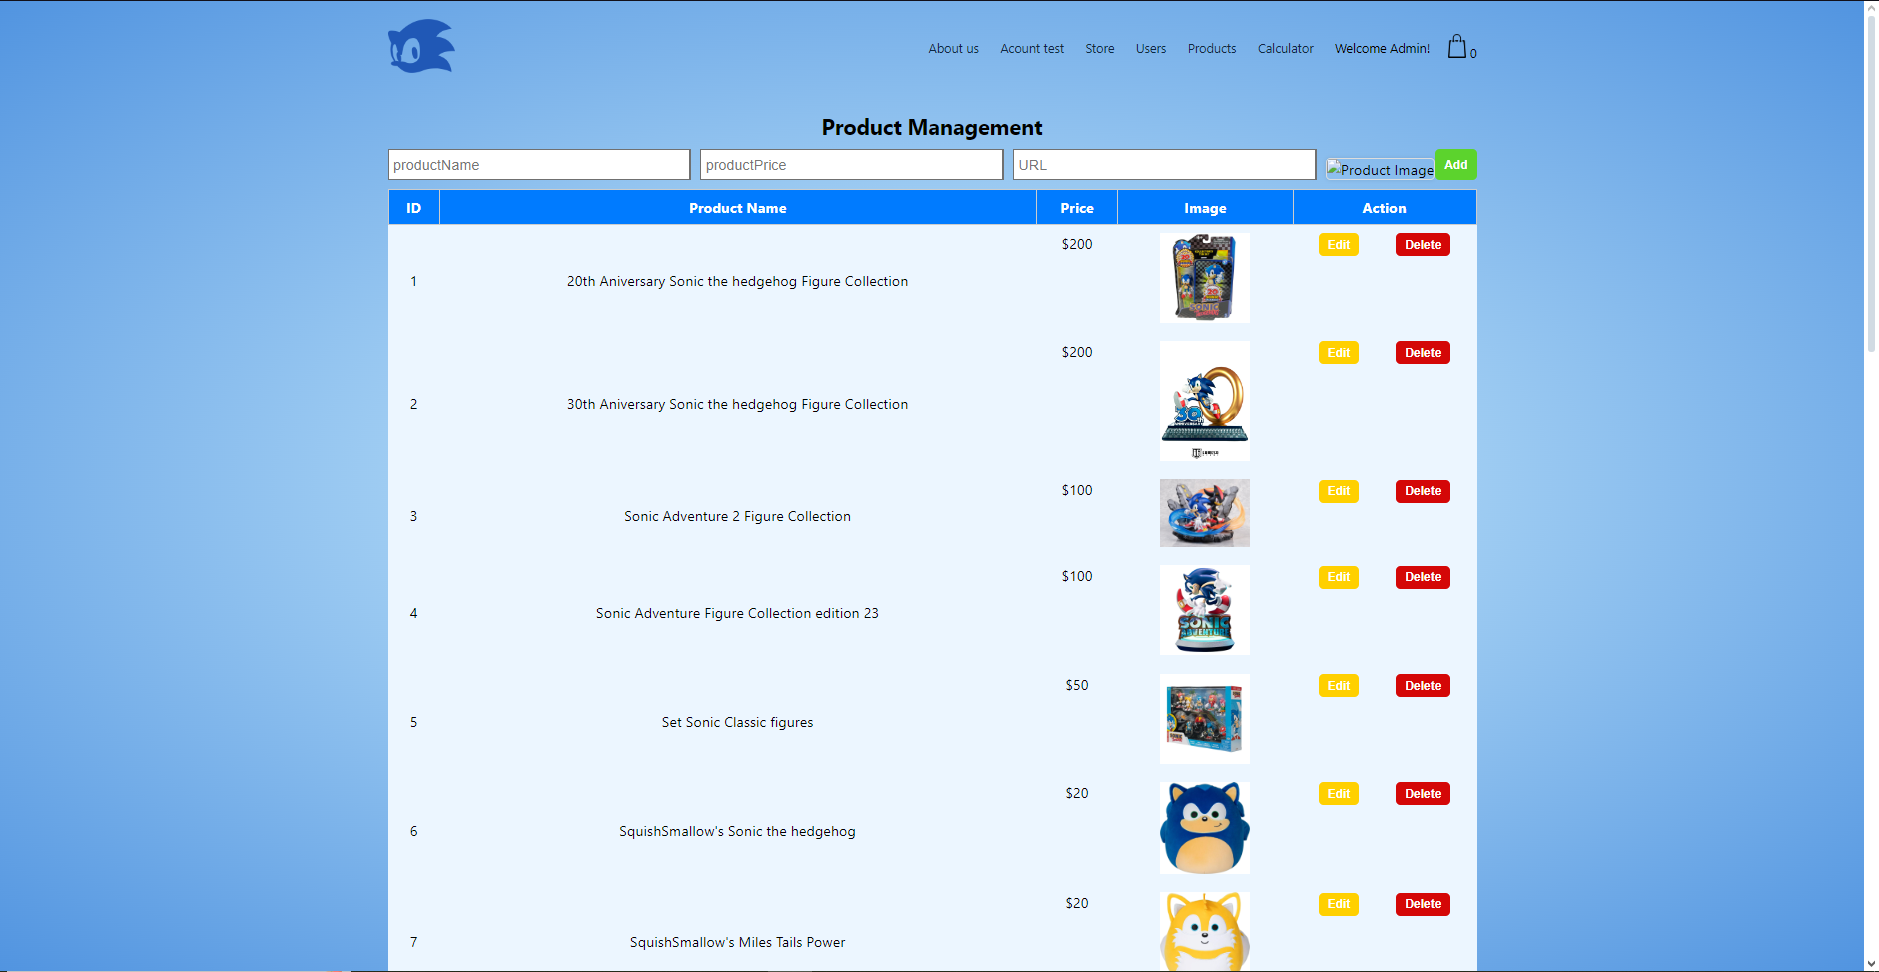 About us Acount test Store Users Products Calculator Welcome Admin! 0
Product Management
productName productPrice URL Product Image Add
ID Product Name Price Image Action
1 20th Aniversary Sonic the hedgehog Figure Collection $200 Edit Delete
2 30th Aniversary Sonic the hedgehog Figure Collection $200 Edit Delete
30th
ANNIVERSARY
3 Sonic Adventure 2 Figure Collection $100 Edit Delete
4 Sonic Adventure Figure Collection edition 23 $100 Edit Delete
SONIC
ADVENTURE
5 Set Sonic Classic figures $50 Edit Delete
6 SquishSmallow's Sonic the hedgehog $20 Edit Delete
7 SquishSmallow's Miles Tails Power $20 Edit Delete